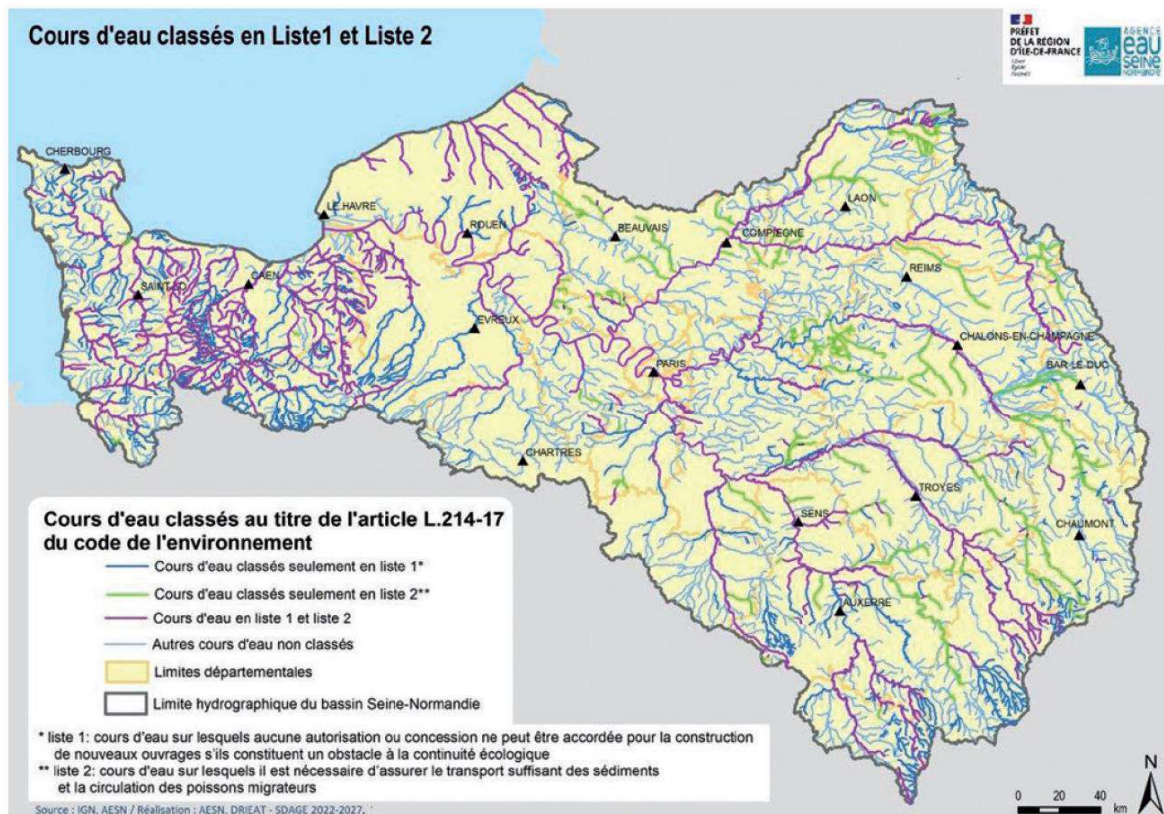 Cours d'eau classés en Liste1 et Liste 2
PRÉFET
DE LA RÉGION
D'ÎLE-DE-FRANCE
Liberté
Égalité
Fraternité
AGENCE
eau
SEINE
NORMANDIE
CHERBOURG
LE HAVRE
ROUEN
BEAUVAIS
COMPIEGNE
LAON
REIMS
SAINT-LO
CAEN
EVREUX
PARIS
CHALONS-EN-CHAMPAGNE
BAR-LE-DUC
CHARTRES
SENS
TROYES
CHAUMONT
AUXERRE
Cours d'eau classés au titre de l'article L.214-17
du code de l'environnement
Cours d'eau classés seulement en liste 1*
Cours d'eau classés seulement en liste 2**
Cours d'eau en liste 1 et liste 2
Autres cours d'eau non classés
Limites départementales
Limite hydrographique du bassin Seine-Normandie
* liste 1: cours d'eau sur lesquels aucune autorisation ou concession ne peut être accordée pour la construction
de nouveaux ouvrages s'ils constituent un obstacle à la continuité écologique
** liste 2: cours d'eau sur lesquels il est nécessaire d'assurer le transport suffisant des sédiments
et la circulation des poissons migrateurs
Source : IGN, AESN / Réalisation : AESN, DRIEAT - SDAGE 2022-2027,
N
0 20 40
km